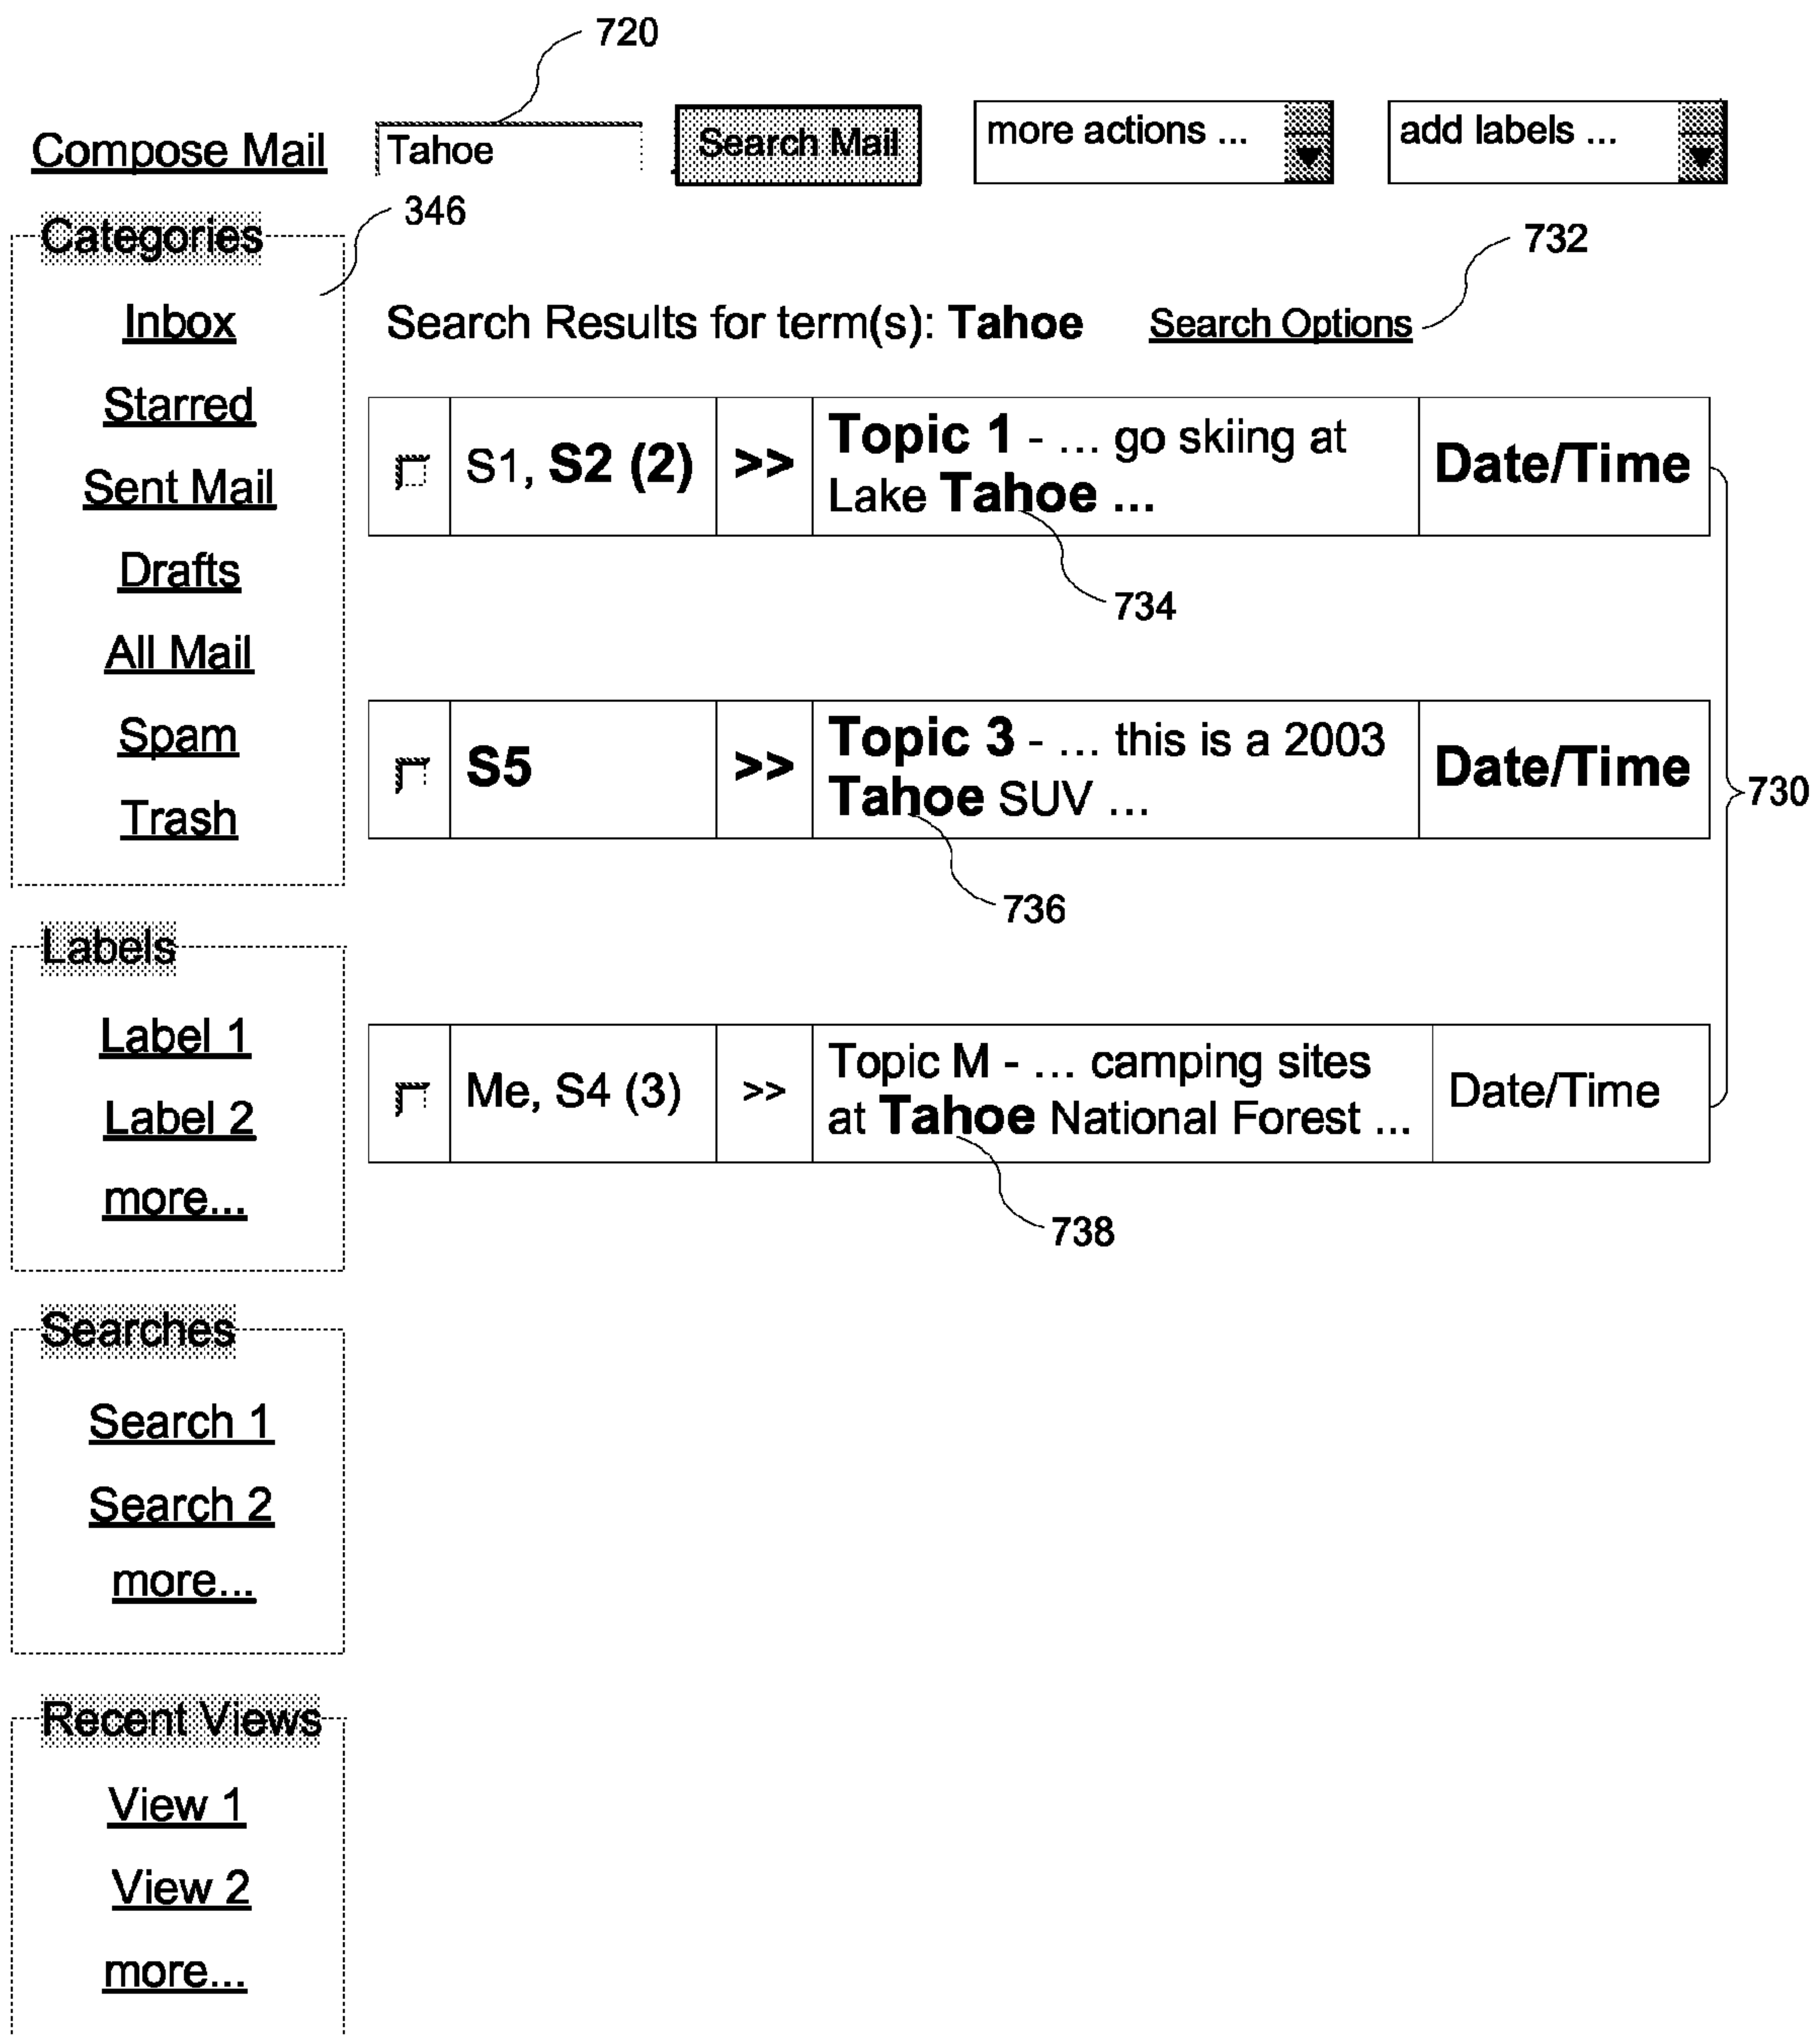 720
Compose Mail
Tahoe
Search Mail
more actions ...
add labels ...
346
732
Categories
Inbox
Starred
Sent Mail
Drafts
All Mail
Spam
Trash
Labels
Label 1
Label 2
more...
Searches
Search 1
Search 2
more...
Recent Views
View 1
View 2
more...
Search Results for term(s): Tahoe
Search Options
S1, S2 (2)
>>
Topic 1 - ... go skiing at
Lake Tahoe ...
Date/Time
734
S5
>>
Topic 3 - ... this is a 2003
Tahoe SUV ...
Date/Time
730
736
Me, S4 (3)
>>
Topic M - ... camping sites
at Tahoe National Forest ...
Date/Time
738